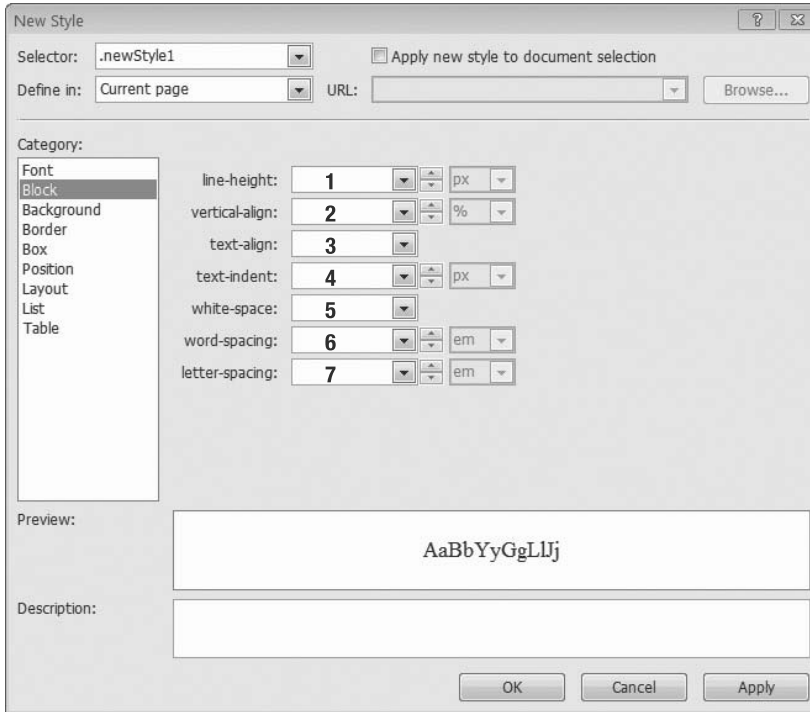 New Style
Selector: .newStyle1 Apply new style to document selection
Define in: Current page URL: Browse...
Category:
Font
Block
Background
Border
Box
Position
Layout
List
Table
line-height: 1 px
vertical-align: 2 %
text-align: 3
text-indent: 4 px
white-space: 5
word-spacing: 6 em
letter-spacing: 7 em
Preview:
AaBbYyGgLlJj
Description:
OK Cancel Apply